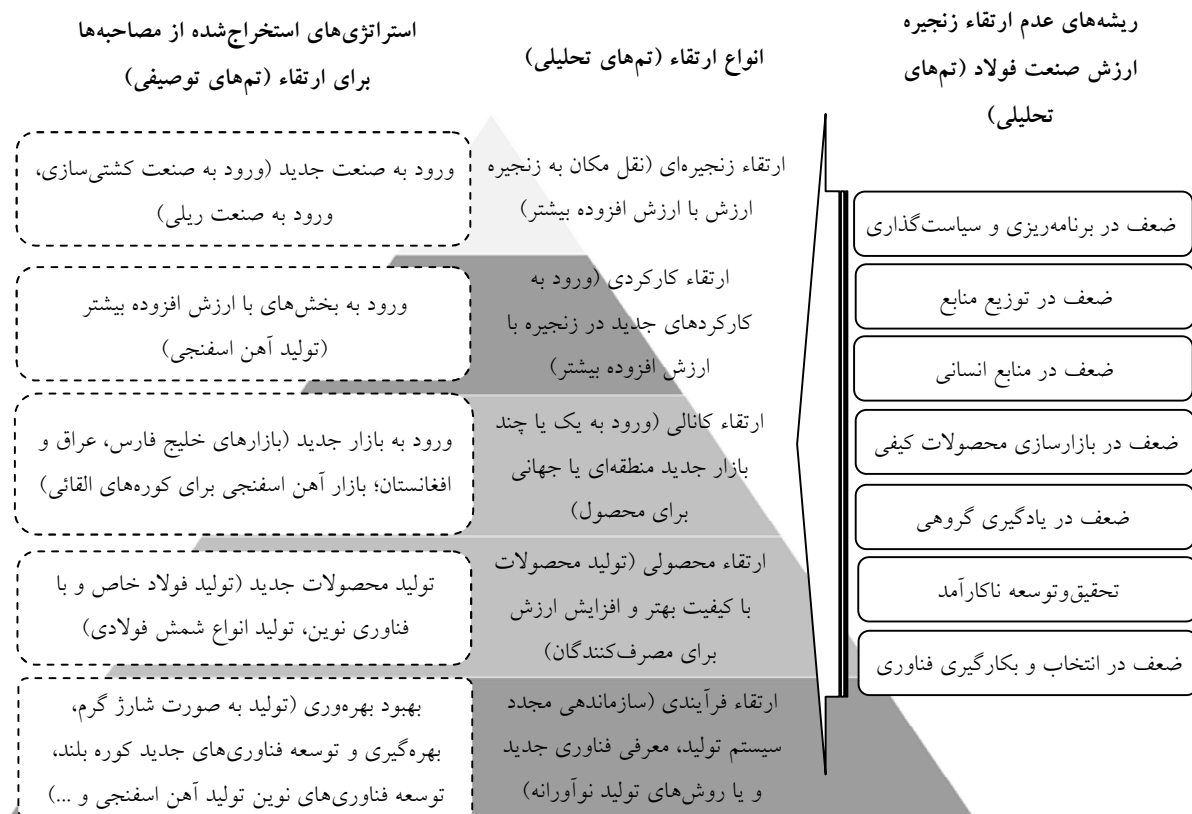 ریشه‌های عدم ارتقاء زنجیره
ارزش صنعت فولاد (تم‌های
تحلیلی)
ضعف در برنامه‌ریزی و سیاست‌گذاری
ضعف در توزیع منابع
ضعف در منابع انسانی
ضعف در بازارسازی محصولات کیفی
ضعف در یادگیری گروهی
تحقیق‌وتوسعه ناکارآمد
ضعف در انتخاب و بکارگیری فناوری
انواع ارتقاء (تم‌های تحلیلی)
ارتقاء زنجیره‌ای (نقل مکان به زنجیره
ارزش با ارزش افزوده بیشتر)
ارتقاء کارکردی (ورود به
کارکردهای جدید در زنجیره با
ارزش افزوده بیشتر)
ارتقاء کانالی (ورود به یک یا چند
بازار جدید منطقه‌ای یا جهانی
برای محصول)
ارتقاء محصولی (تولید محصولات
با کیفیت بهتر و افزایش ارزش
برای مصرف‌کنندگان)
ارتقاء فرآیندی (سازماندهی مجدد
سیستم تولید، معرفی فناوری جدید
و یا روش‌های تولید نوآورانه)
استراتژی‌های استخراج‌شده از مصاحبه‌ها
برای ارتقاء (تم‌های توصیفی)
ورود به صنعت جدید (ورود به صنعت کشتی‌سازی،
ورود به صنعت ریلی)
ورود به بخش‌های با ارزش افزوده بیشتر
(تولید آهن اسفنجی)
ورود به بازار جدید (بازارهای خلیج فارس، عراق و
افغانستان؛ بازار آهن اسفنجی برای کوره‌های القائی)
تولید محصولات جدید (تولید فولاد خاص و با
فناوری نوین، تولید انواع شمش فولادی)
بهبود بهره‌وری (تولید به صورت شارژ گرم،
بهره‌گیری و توسعه فناوری‌های جدید کوره بلند،
توسعه فناوری‌های نوین تولید آهن اسفنجی و ...)